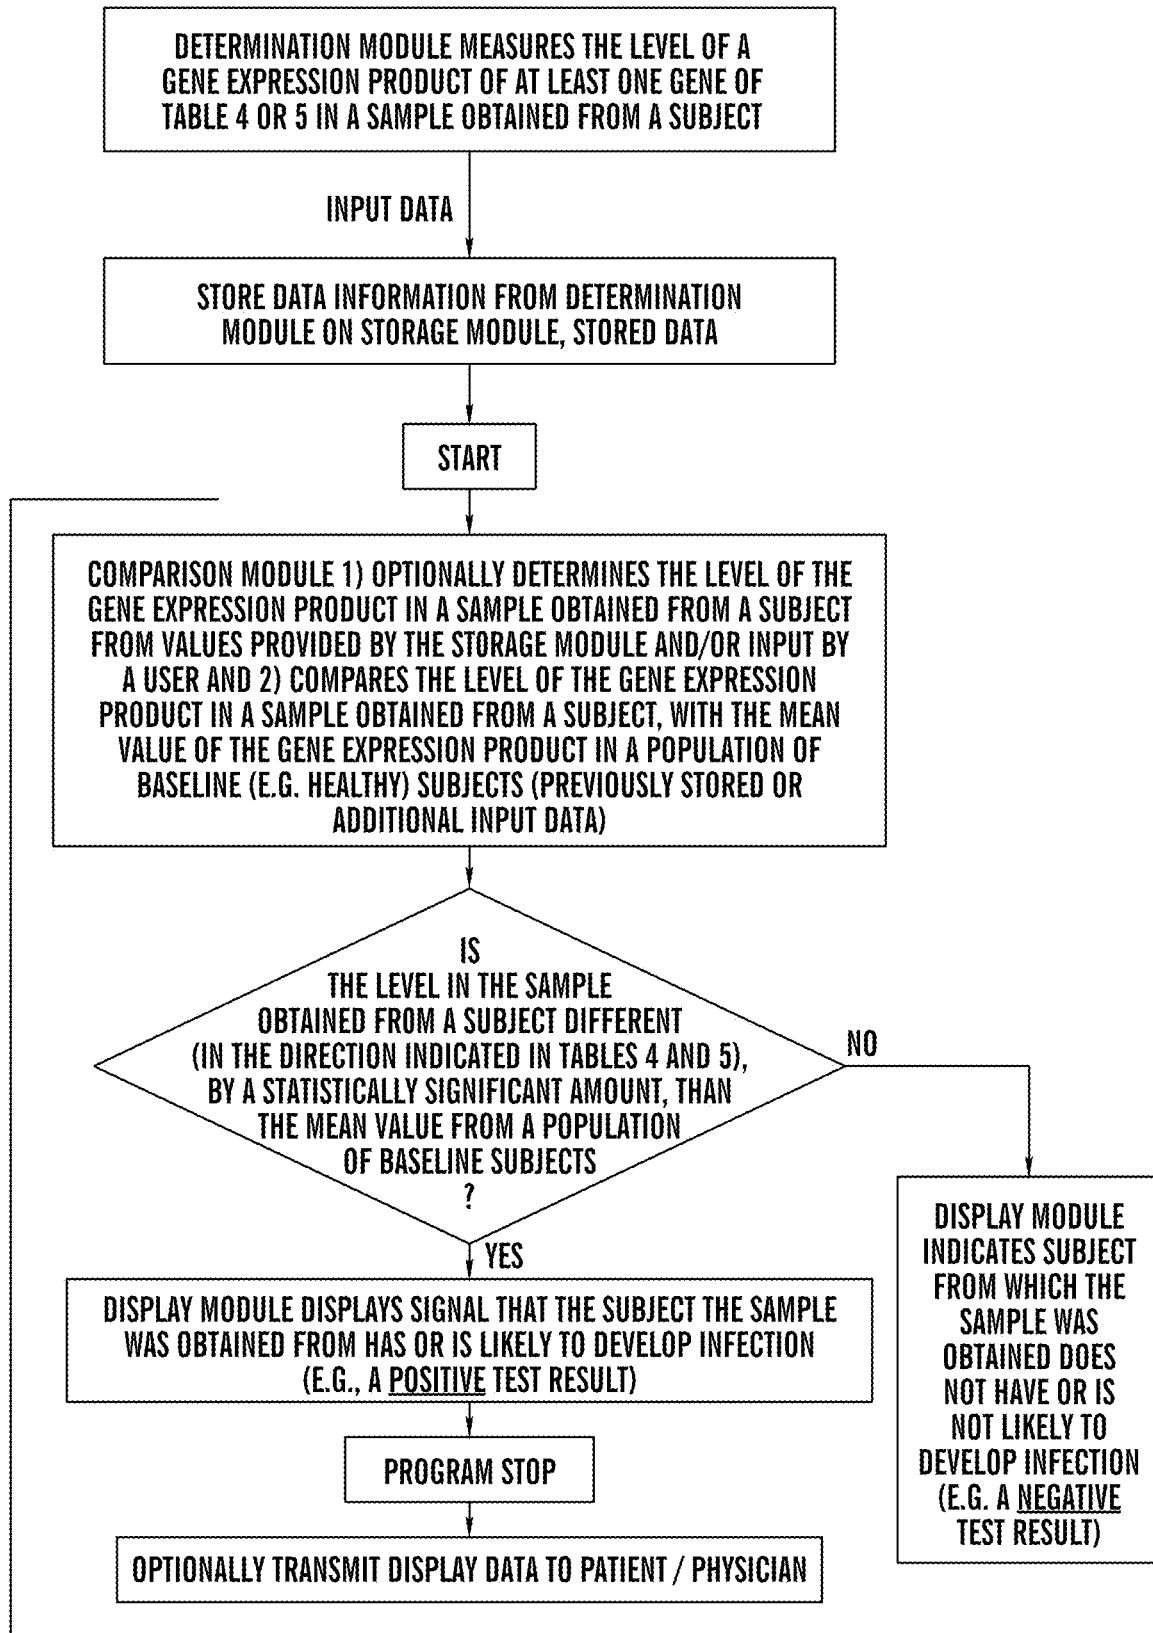 DETERMINATION MODULE MEASURES THE LEVEL OF A
GENE EXPRESSION PRODUCT OF AT LEAST ONE GENE OF
TABLE 4 OR 5 IN A SAMPLE OBTAINED FROM A SUBJECT
INPUT DATA
STORE DATA INFORMATION FROM DETERMINATION
MODULE ON STORAGE MODULE, STORED DATA
START
COMPARISON MODULE 1) OPTIONALLY DETERMINES THE LEVEL OF THE
GENE EXPRESSION PRODUCT IN A SAMPLE OBTAINED FROM A SUBJECT
FROM VALUES PROVIDED BY THE STORAGE MODULE AND/OR INPUT BY
A USER AND 2) COMPARES THE LEVEL OF THE GENE EXPRESSION
PRODUCT IN A SAMPLE OBTAINED FROM A SUBJECT, WITH THE MEAN
VALUE OF THE GENE EXPRESSION PRODUCT IN A POPULATION OF
BASELINE (E.G. HEALTHY) SUBJECTS (PREVIOUSLY STORED OR
ADDITIONAL INPUT DATA)
IS
THE LEVEL IN THE SAMPLE
OBTAINED FROM A SUBJECT DIFFERENT
(IN THE DIRECTION INDICATED IN TABLES 4 AND 5),
BY A STATISTICALLY SIGNIFICANT AMOUNT, THAN
THE MEAN VALUE FROM A POPULATION
OF BASELINE SUBJECTS
?
NO
YES
DISPLAY MODULE DISPLAYS SIGNAL THAT THE SUBJECT THE SAMPLE
WAS OBTAINED FROM HAS OR IS LIKELY TO DEVELOP INFECTION
(E.G., A POSITIVE TEST RESULT)
PROGRAM STOP
OPTIONALLY TRANSMIT DISPLAY DATA TO PATIENT / PHYSICIAN
DISPLAY MODULE
INDICATES SUBJECT
FROM WHICH THE
SAMPLE WAS
OBTAINED DOES
NOT HAVE OR IS
NOT LIKELY TO
DEVELOP INFECTION
(E.G. A NEGATIVE
TEST RESULT)